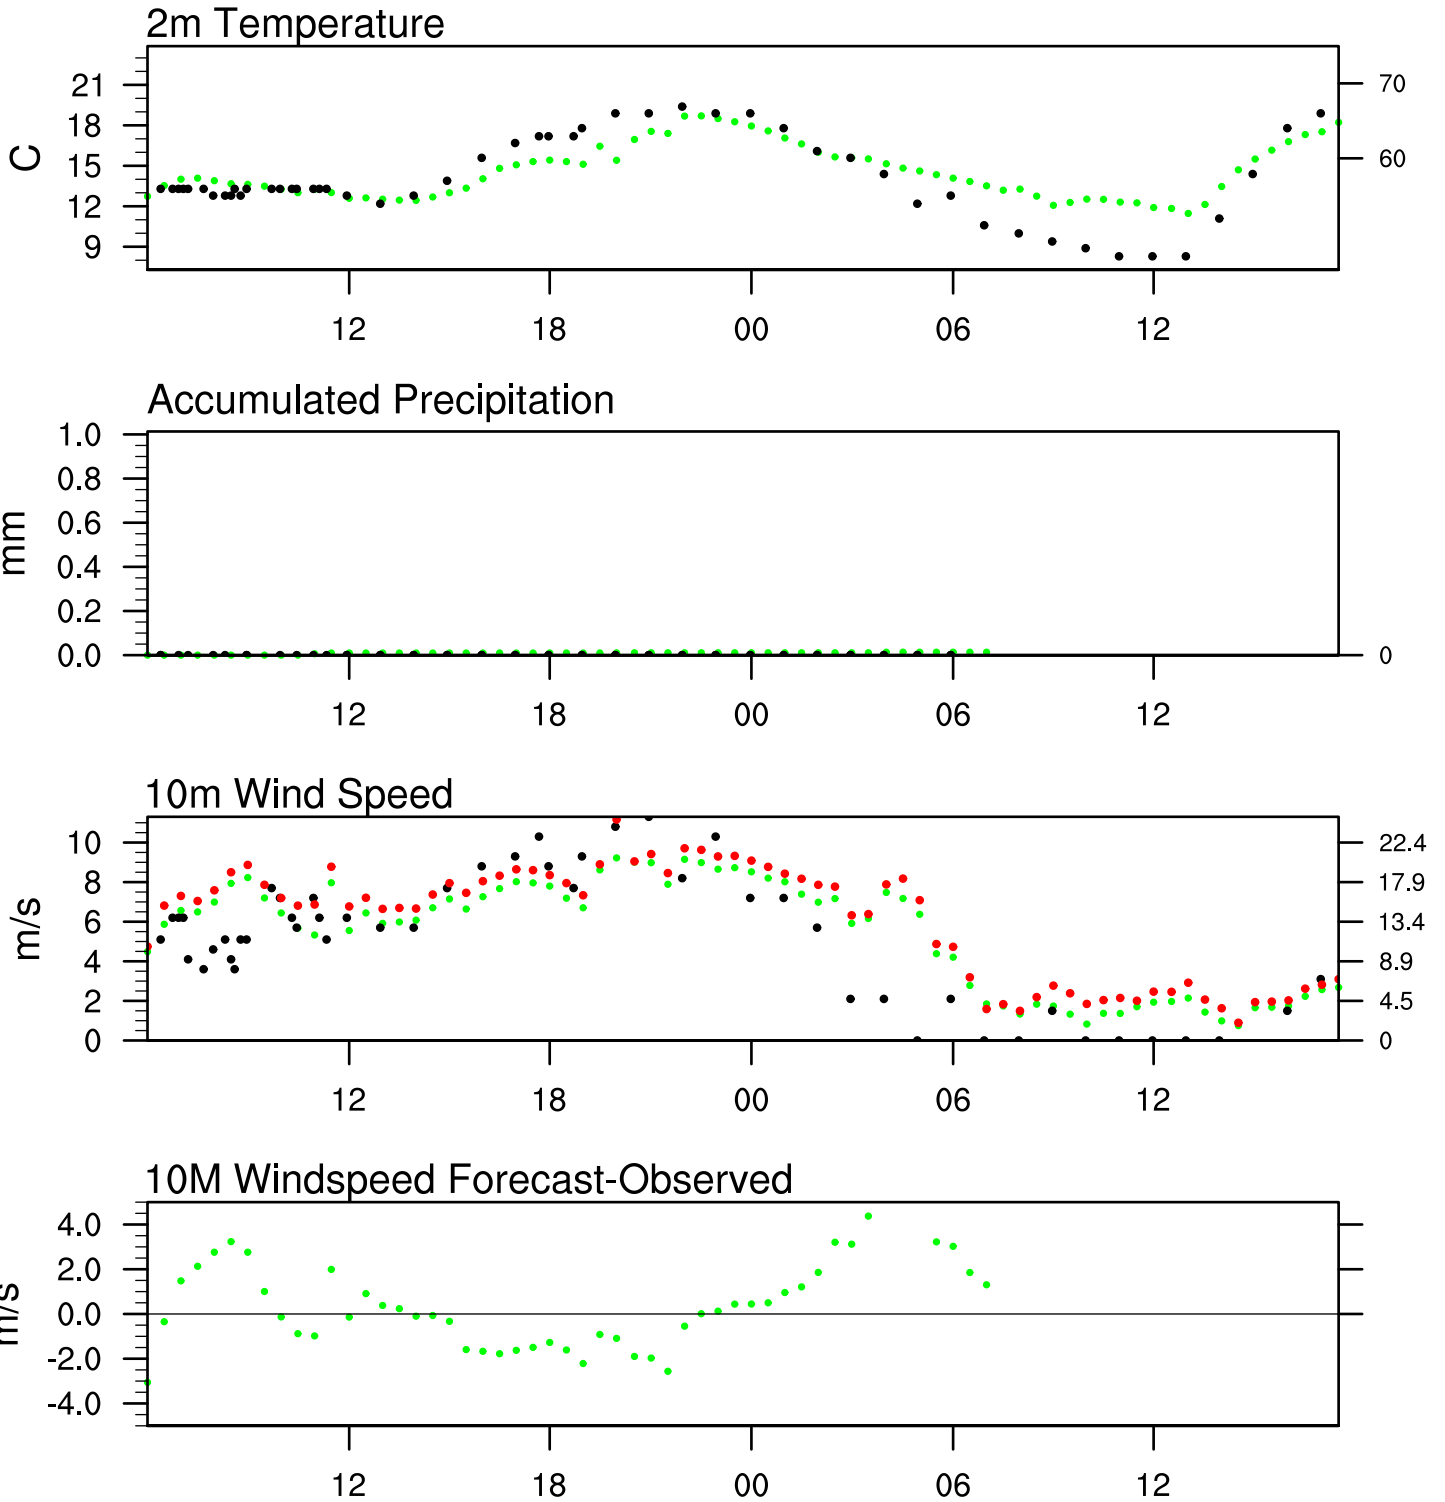 2m Temperature
21
18
15
12
9
C
70
60
12 18 00 06 12
Accumulated Precipitation
1.0
0.8
0.6
0.4
0.2
0.0
mm
0
12 18 00 06 12
10m Wind Speed
10
8
6
4
2
0
m/s
22.4
17.9
13.4
8.9
4.5
0
12 18 00 06 12
10M Windspeed Forecast-Observed
4.0
2.0
0.0
-2.0
-4.0
m/s
12 18 00 06 12